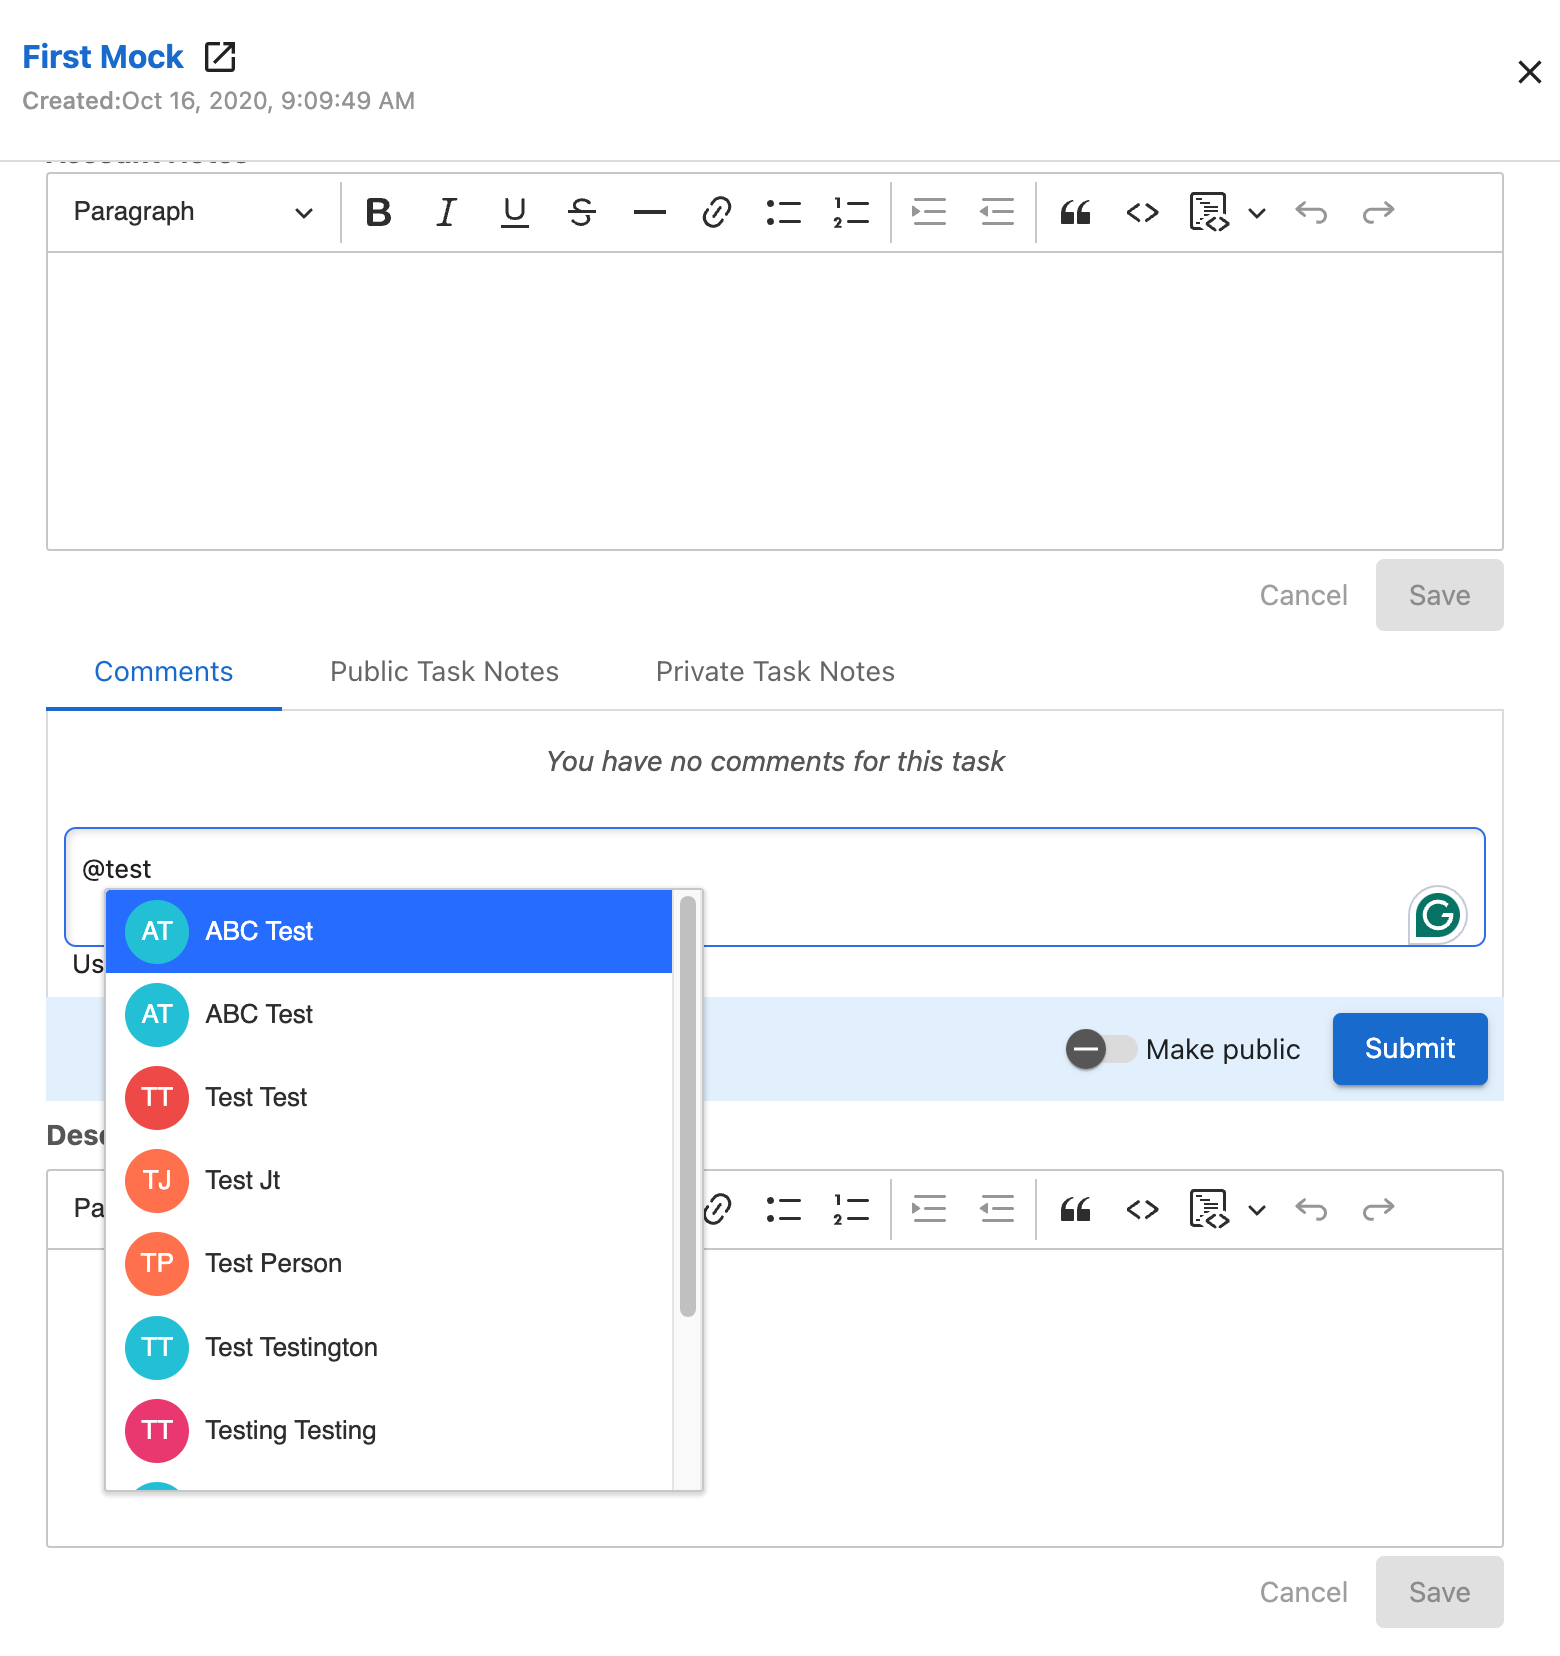 First Mock
Created:Oct 16, 2020, 9:09:49 AM
Account Notes
Paragraph
Cancel Save
Comments Public Task Notes Private Task Notes
You have no comments for this task
@test
AT ABC Test
Us
AT ABC Test
Make public Submit
TT Test Test
Desc
TJ Test Jt
Pa
TP Test Person
TT Test Testington
TT Testing Testing
Cancel Save